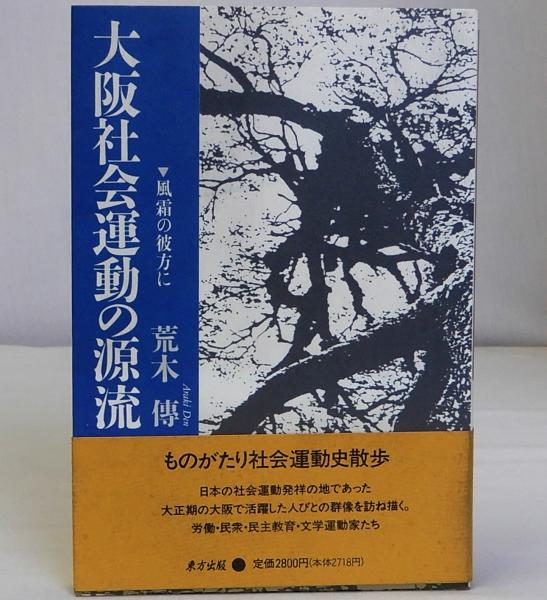 大阪社会運動の源流
▼風霜の彼方に
荒木 傳
Araki Den
ものがたり社会運動史散歩
日本の社会運動発祥の地であった
大正期の大阪で活躍した人びとの群像を訪ね描く。
労働・民衆・民主教育・文学運動家たち
東方出版 ● 定価2800円(本体2718円)